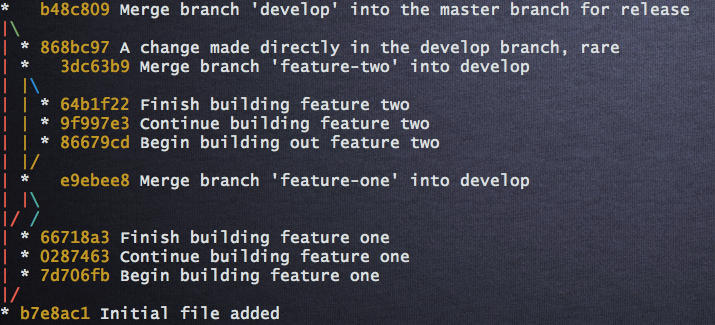 *   b48c809 Merge branch 'develop' into the master branch for release
|\
| * 868bc97 A change made directly in the develop branch, rare
| *   3dc63b9 Merge branch 'feature-two' into develop
| |\
| | * 64b1f22 Finish building feature two
| | * 9f997e3 Continue building feature two
| | * 86679cd Begin building out feature two
| |/
| *   e9ebee8 Merge branch 'feature-one' into develop
| |\
|/ /
| * 66718a3 Finish building feature one
| * 0287463 Continue building feature one
| * 7d706fb Begin building feature one
|/
* b7e8ac1 Initial file added